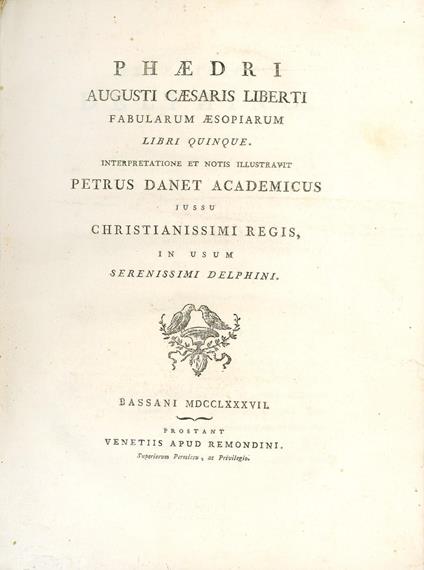 PHÆDRI
AUGUSTI CÆSARIS LIBERTI
FABULARUM ÆSOPIARUM
LIBRI QUINQUE.
INTERPRETATIONE ET NOTIS ILLUSTRAVIT
PETRUS DANET ACADEMICUS
IUSSU
CHRISTIANISSIMI REGIS,
IN USUM
SERENISSIMI DELPHINI.
BASSANI MDCCLXXXVII.
PROSTANT
VENETIIS APUD REMONDINI.
Superiorum Permissu, ac Privilegio.